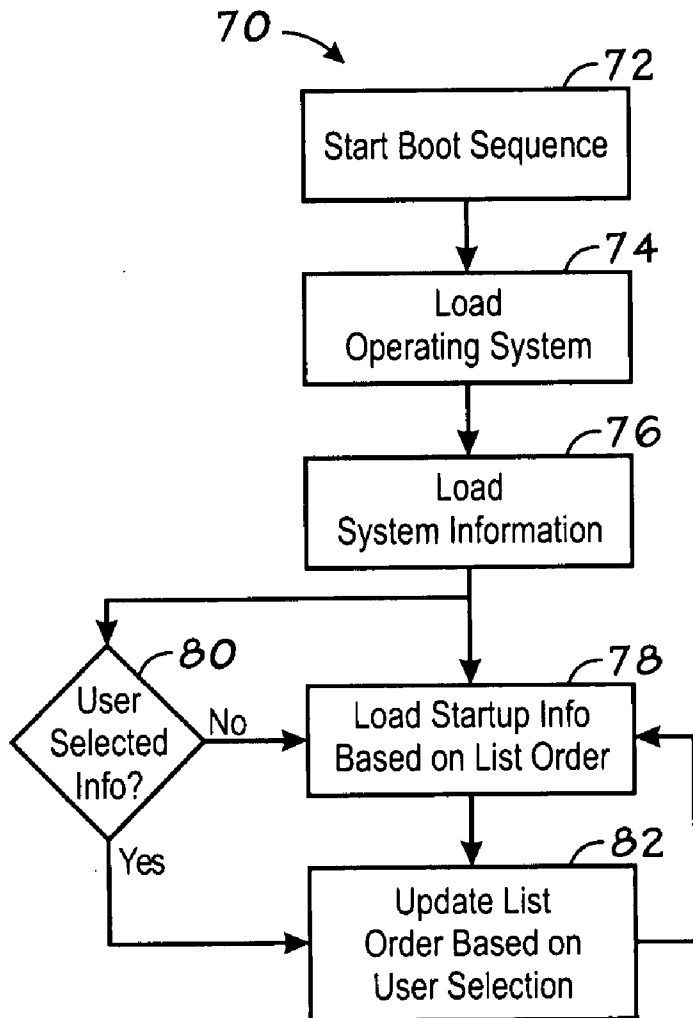 70
72
Start Boot Sequence
74
Load
Operating System
76
Load
System Information
80
User
Selected
Info?
No
Yes
78
Load Startup Info
Based on List Order
82
Update List
Order Based on
User Selection